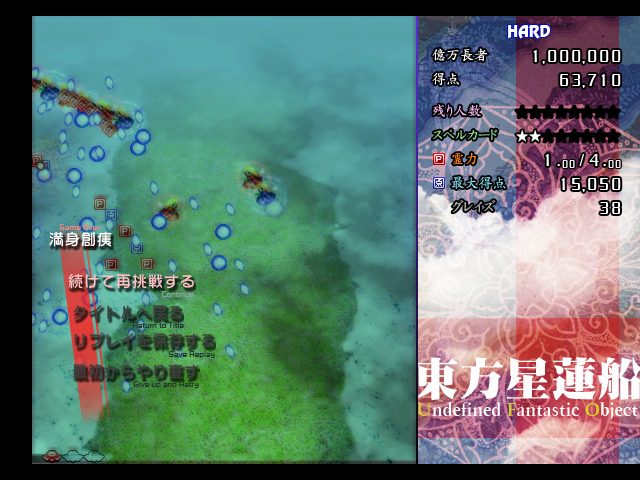 HARD
億万長者 1,000,000
得点 63,710
残り人数
スペルカード
P 霊力 1.00/4.00
最大得点 15,050
グレイズ 38
Game Over
満身創痍
続けて再挑戦する
Continue
タイトルへ戻る
Return to Title
リプレイを保存する
Save Replay
最初からやり直す
Give up and Retry
東方星蓮船
Undefined Fantastic Object